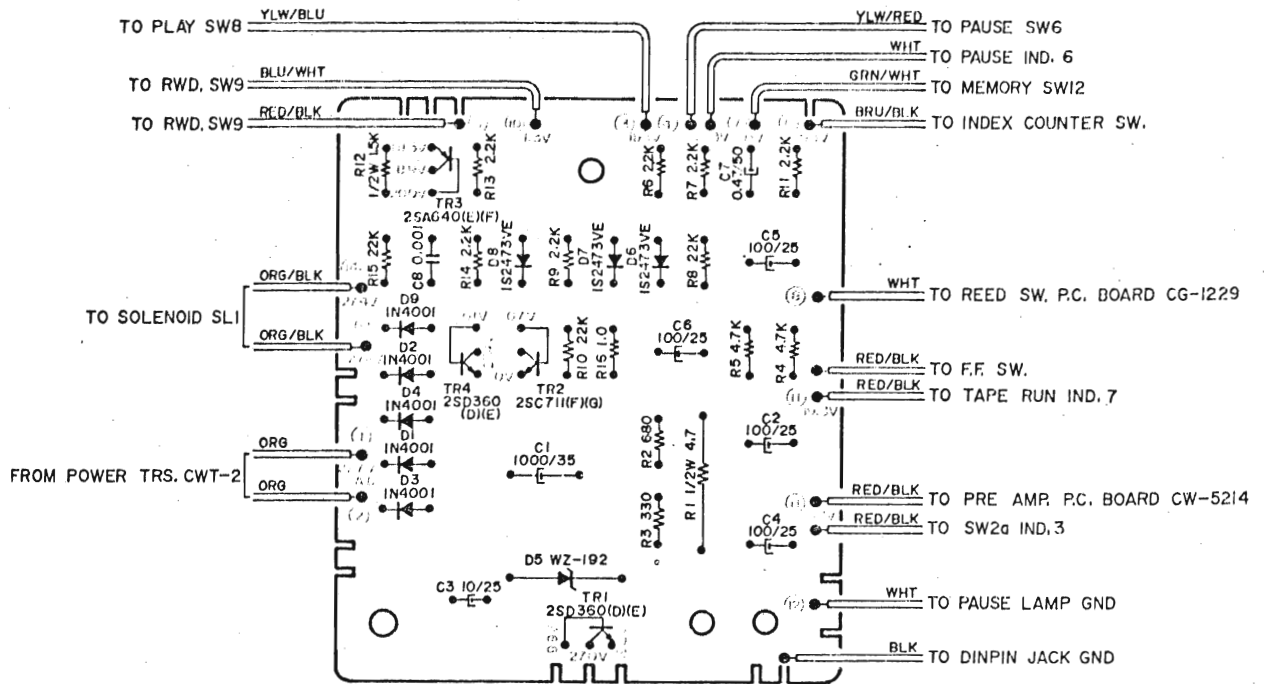 YLW/BLU
TO PLAY SW8
YLW/RED
TO PAUSE SW6
WHT
TO PAUSE IND. 6
BLU/WHT
TO RWD. SW9
GRN/WHT
TO MEMORY SW12
RED/BLK
TO RWD. SW9
BRU/BLK
TO INDEX COUNTER SW.
R12
1/2W 1.5K
R13 2.2K
R6 22K
R7 2.2K
C7
0.47/50
R11 2.2K
TR3
2SA640(E)(F)
R15 22K
C8 0.001
R14 2.2K
D8
1S2473VE
R9 2.2K
D7
1S2473VE
D6
1S2473VE
R8 22K
C5
100/25
ORG/BLK
TO SOLENOID SL1
ORG/BLK
WHT
TO REED SW. P.C. BOARD CG-1229
D9
1N4001
D2
1N4001
TR4
2SD360
(D)(E)
TR2
2SC711(F)(G)
R10 22K
R16 1.0
C6
100/25
R5 4.7K
R4 4.7K
RED/BLK
TO F.F. SW.
RED/BLK
TO TAPE RUN IND. 7
D4
1N4001
D1
1N4001
D3
1N4001
ORG
(1)
FROM POWER TRS. CWT-2
ORG
(2)
C1
1000/35
R2 680
R1 1/2W 4.7
C2
100/25
R3 330
C4
100/25
RED/BLK
TO PRE AMP. P.C. BOARD CW-5214
RED/BLK
TO SW2a IND. 3
D5 WZ-192
C3 10/25
TR1
2SD360(D)(E)
27.0V
(12)
WHT
TO PAUSE LAMP GND
BLK
TO DINPIN JACK GND